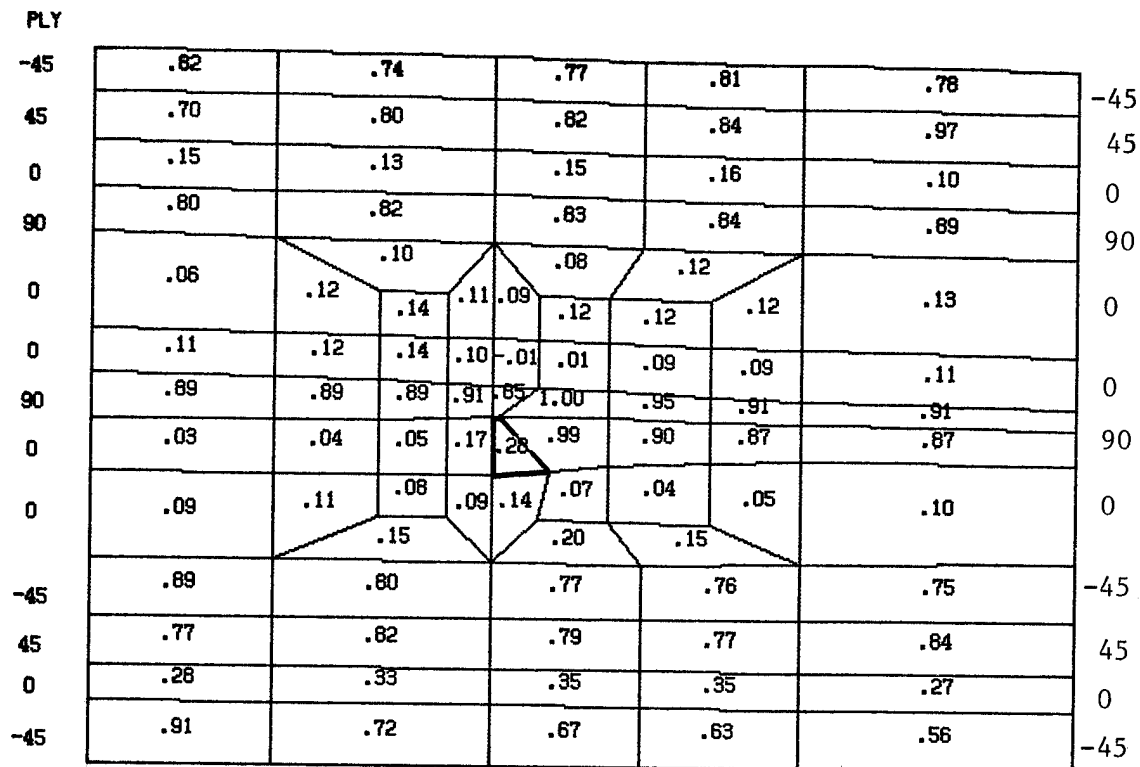 PLY
-45 .82 .74 .77 .81 .78 -45
45 .70 .80 .82 .84 .97 45
0 .15 .13 .15 .16 .10 0
90 .80 .82 .83 .84 .89 90
.10 .08 .12
0 .06 .12 .14 .11 .09 .12 .12 .12 .13 0
0 .11 .12 .14 .10 -.01 .01 .09 .09 .11 0
90 .89 .89 .89 .91 .85 1.00 .95 .91 .91
0 .03 .04 .05 .17 .28 .99 .90 .87 .87 90
0 .09 .11 .08 .09 .14 .07 .04 .05 .10 0
.15 .20 .15
-45 .89 .80 .77 .76 .75 -45
45 .77 .82 .79 .77 .84 45
0 .28 .33 .35 .35 .27 0
-45 .91 .72 .67 .63 .56 -45